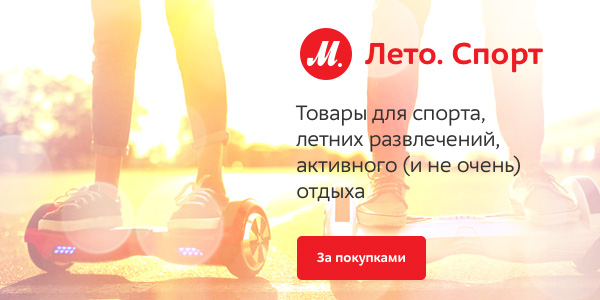 М.
Лето. Спорт
Товары для спорта,
летних развлечений,
активного (и не очень)
отдыха
За покупками